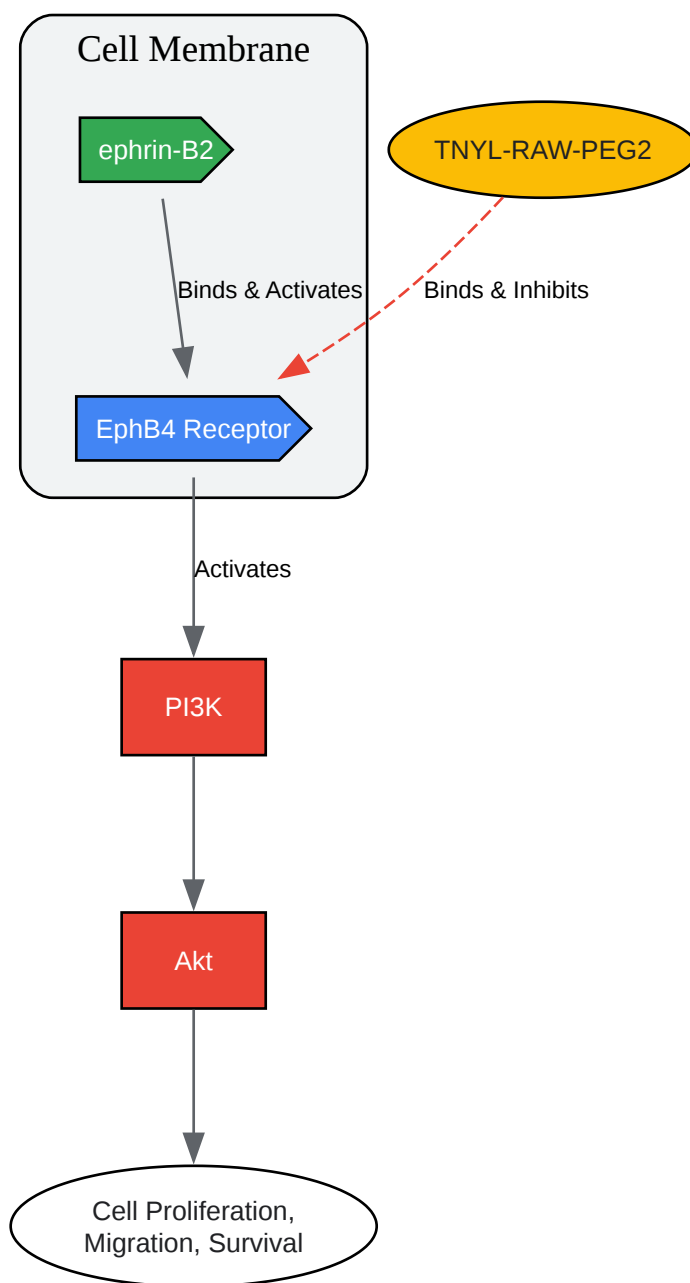 Cell Membrane
ephrin-B2
TNYL-RAW-PEG2
Binds & Activates
Binds & Inhibits
EphB4 Receptor
Activates
PI3K
Akt
Cell Proliferation,
Migration, Survival